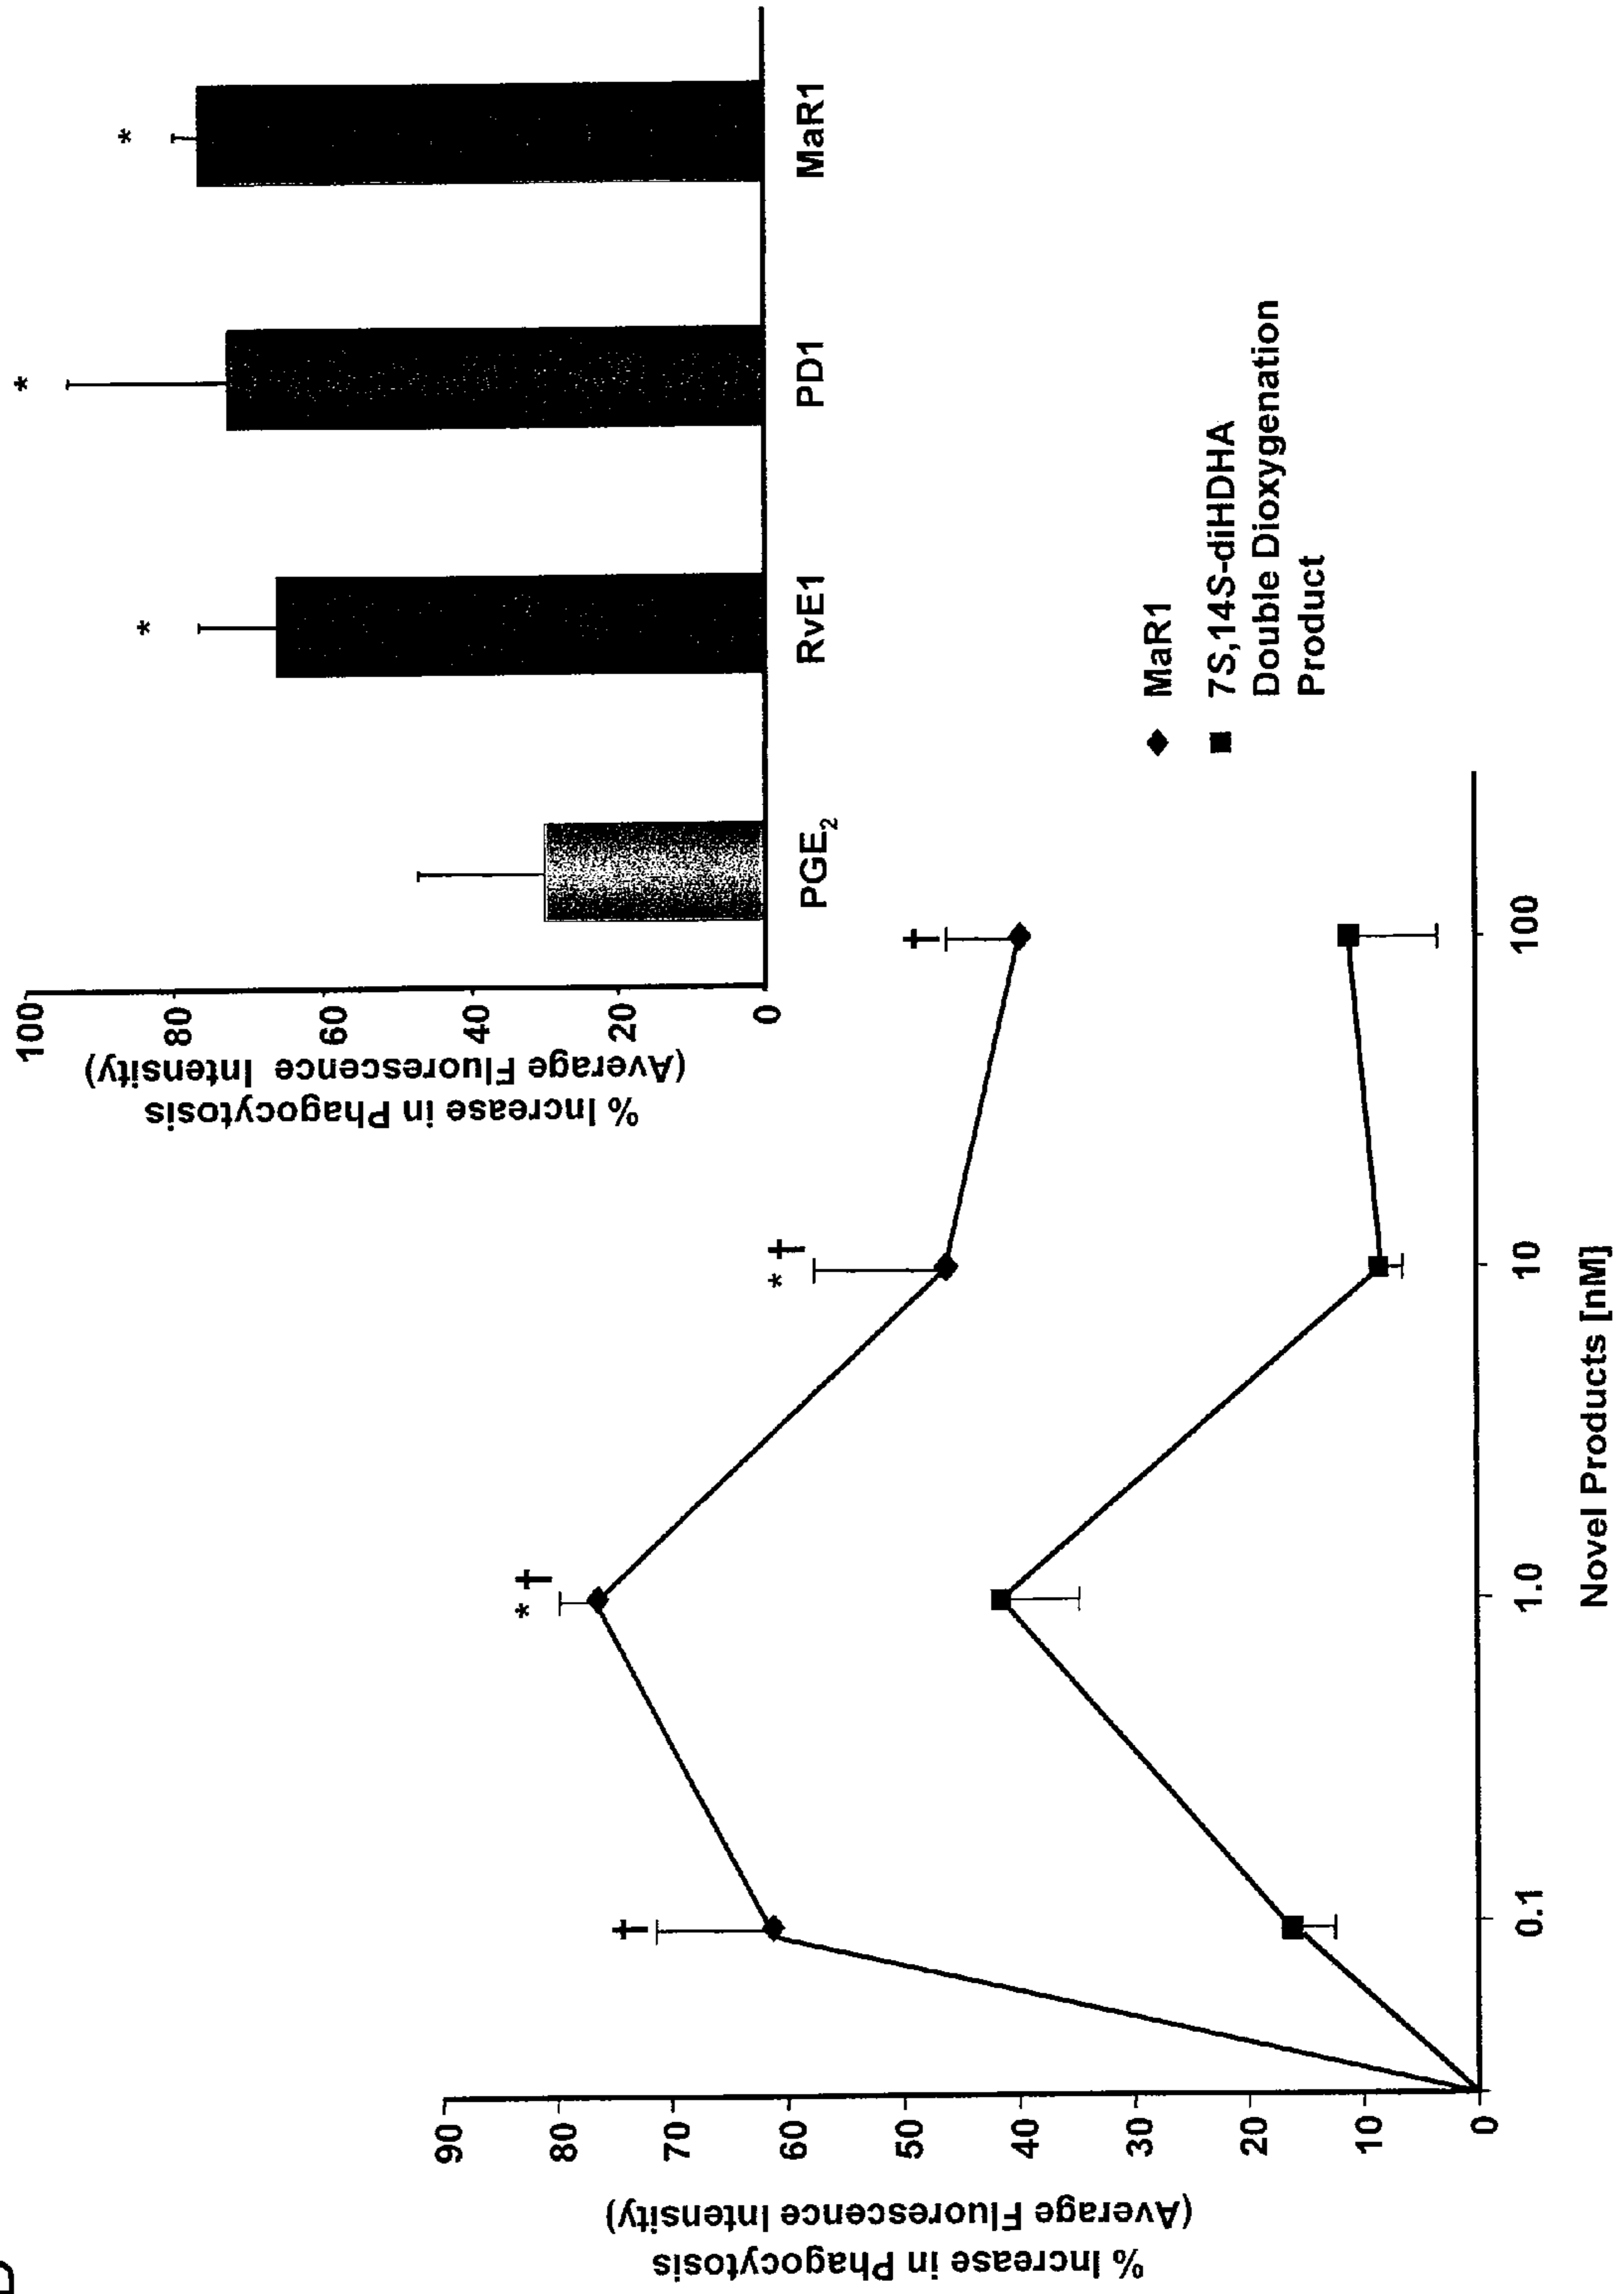 % Increase in Phagocytosis
(Average Fluorescence Intensity)
100
80
60
40
20
0
*
*
*
PGE₂
RvE1
PD1
MaR1
% Increase in Phagocytosis
(Average Fluorescence Intensity)
90
80
70
60
50
40
30
20
10
0
†
*†
*†
†
0.1
1.0
10
100
Novel Products [nM]
MaR1
7S,14S-diHDHA
Double Dioxygenation
Product